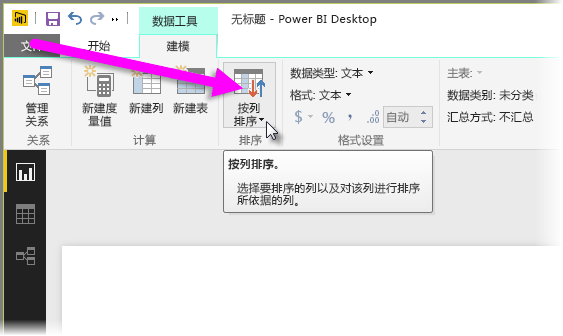 数据工具
无标题 - Power BI Desktop
开始
建模
管理
关系
关系
新建度
量值
新建列
新建表
计算
按列
排序
排序
数据类型: 文本
格式: 文本
$ % , 自动
格式设置
主表:
数据类别: 未分类
汇总方式: 不汇总
按列排序。
选择要排序的列以及对该列进行排序
所依据的列。